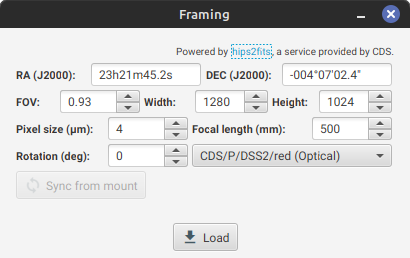 Framing
Powered by hips2fits, a service provided by CDS.
RA (J2000): 23h21m45.2s DEC (J2000): -004°07'02.4"
FOV: 0.93 Width: 1280 Height: 1024
Pixel size (µm): 4 Focal length (mm): 500
Rotation (deg): 0 CDS/P/DSS2/red (Optical)
Sync from mount
Load